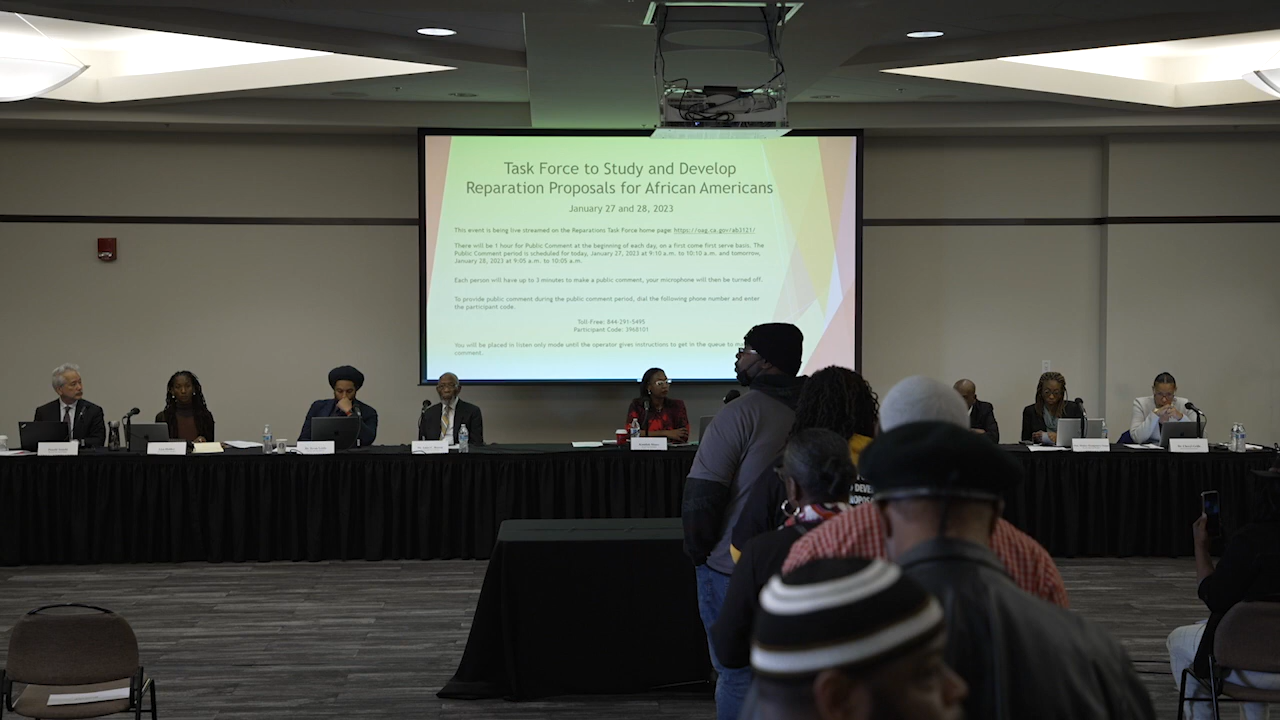 Task Force to Study and Develop
Reparation Proposals for African Americans
January 27 and 28, 2023
This event is being live streamed on the Reparations Task Force home page: https://oag.ca.gov/ab3121/
There will be 1 hour for Public Comment at the beginning of each day, on a first come first serve basis. The
Public Comment period is scheduled for today, January 27, 2023 at 9:10 a.m. to 10:10 a.m. and tomorrow,
January 28, 2023 at 9:05 a.m. to 10:05 a.m.
Each person will have up to 3 minutes to make a public comment, your microphone will then be turned off.
To provide public comment during the public comment period, dial the following phone number and enter
the participant code.
Toll-Free: 844-291-5495
Participant Code: 3968101
You will be placed in listen only mode until the operator gives instructions to get in the queue to
comment.